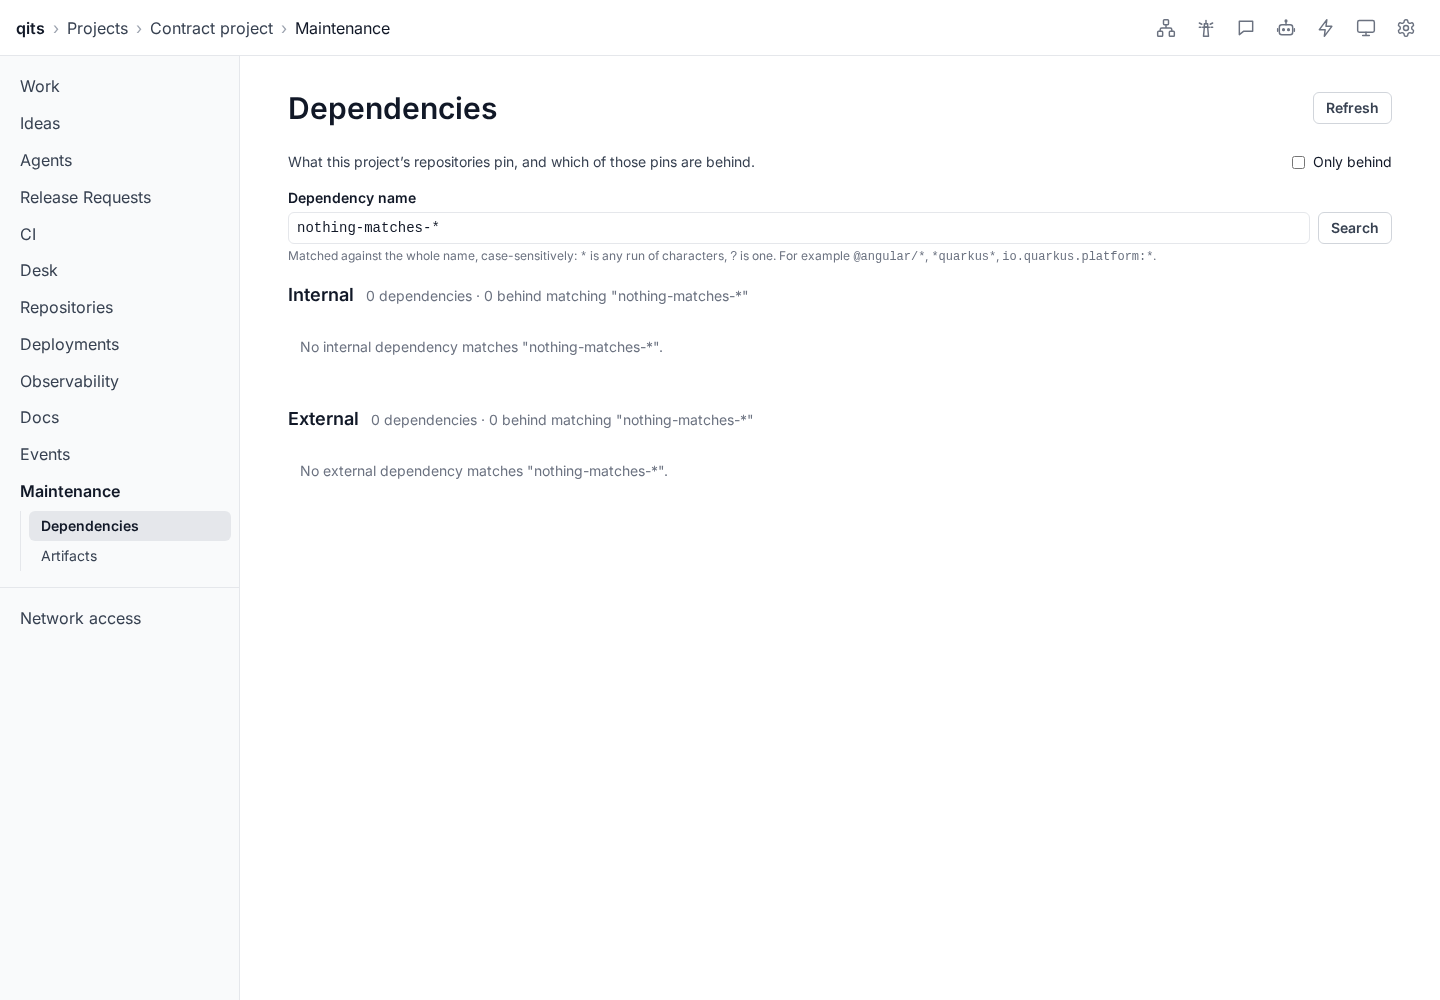 qits › Projects › Contract project › Maintenance
Work
Ideas
Agents
Release Requests
CI
Desk
Repositories
Deployments
Observability
Docs
Events
Maintenance
Dependencies
Artifacts
Network access
Dependencies
Refresh
What this project's repositories pin, and which of those pins are behind.
Only behind
Dependency name
nothing-matches-*
Search
Matched against the whole name, case-sensitively: * is any run of characters, ? is one. For example @angular/*, *quarkus*, io.quarkus.platform:*.
Internal 0 dependencies · 0 behind matching "nothing-matches-*"
No internal dependency matches "nothing-matches-*".
External 0 dependencies · 0 behind matching "nothing-matches-*"
No external dependency matches "nothing-matches-*".